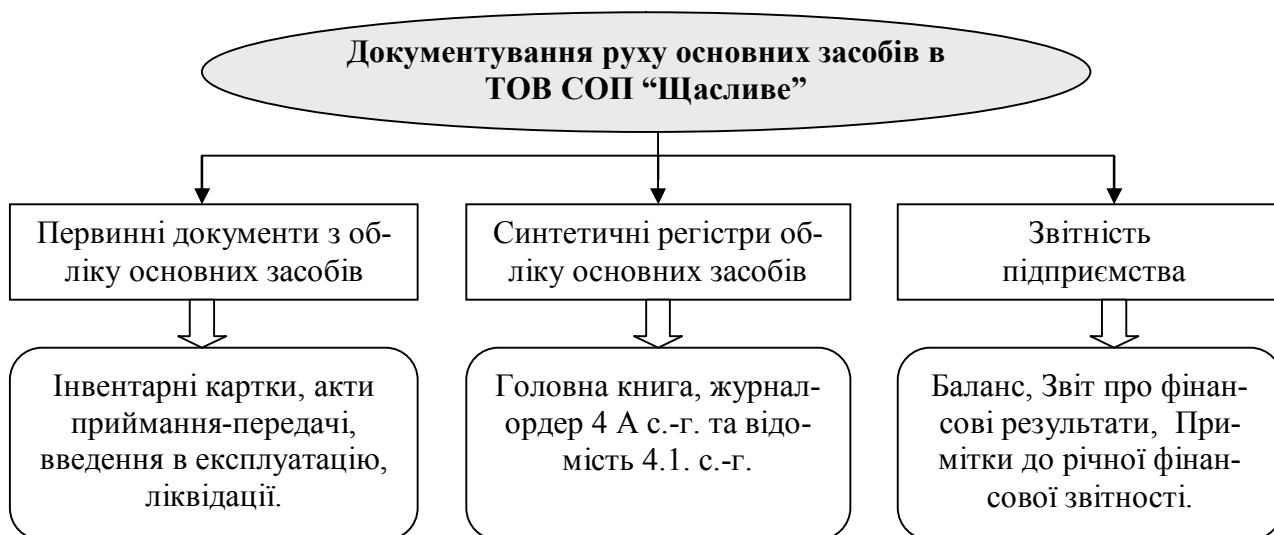 Документування руху основних засобів в
ТОВ СОП “Щасливе”
Первинні документи з об-
ліку основних засобів
Синтетичні регістри об-
ліку основних засобів
Звітність
підприємства
Інвентарні картки, акти
приймання-передачі,
введення в експлуатацію,
ліквідації.
Головна книга, журнал-
ордер 4 А с.-г. та відо-
мість 4.1. с.-г.
Баланс, Звіт про фінан-
сові результати, При-
мітки до річної фінан-
сової звітності.